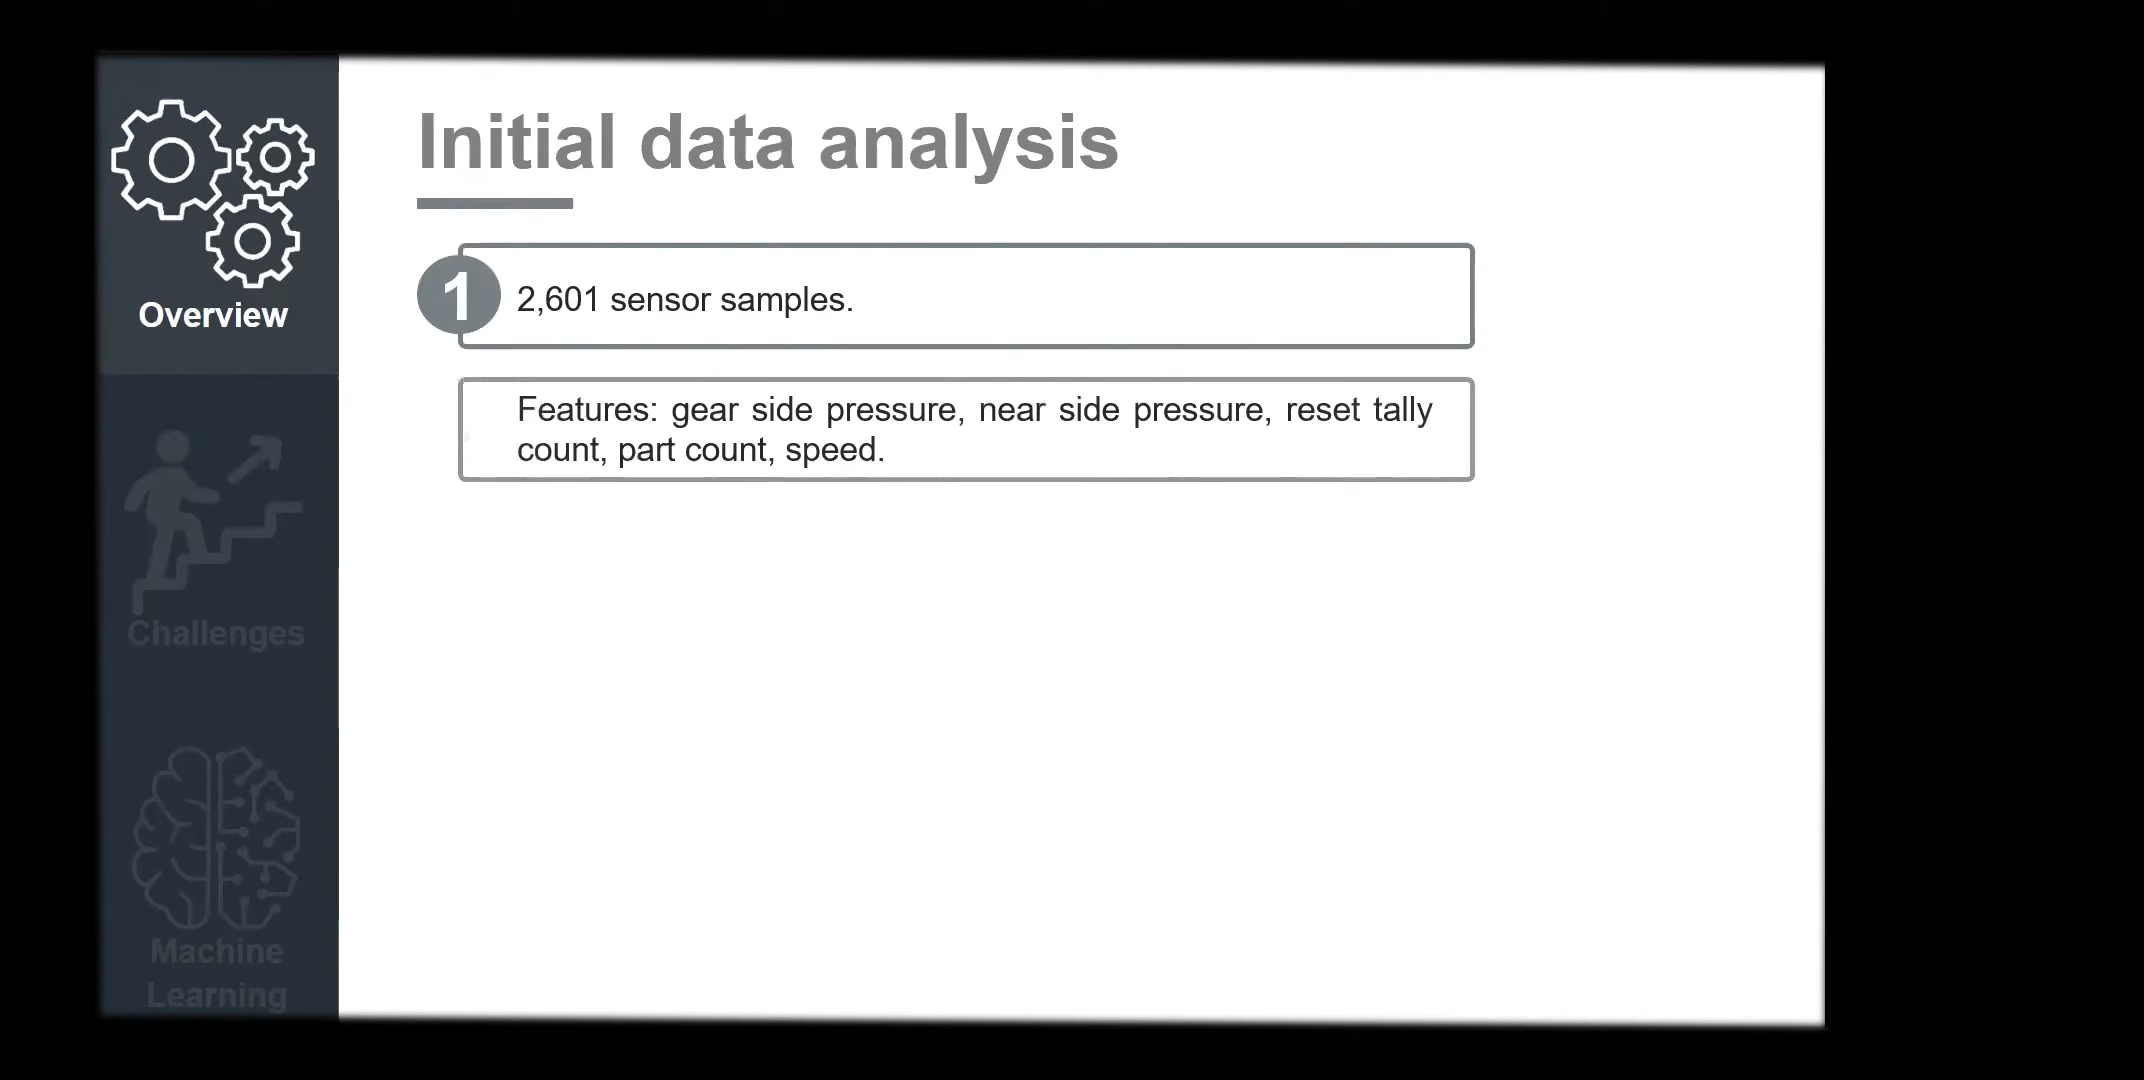 Initial data analysis
1
2,601 sensor samples.
Features: gear side pressure, near side pressure, reset tally
count, part count, speed.
Overview
Challenges
Machine
Learning